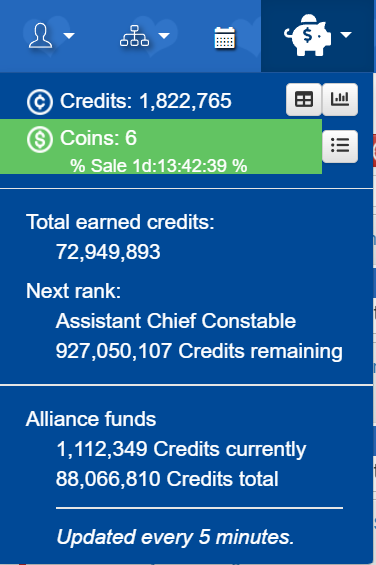 Credits: 1,822,765
Coins: 6
% Sale 1d:13:42:39 %
Total earned credits:
72,949,893
Next rank:
Assistant Chief Constable
927,050,107 Credits remaining
Alliance funds
1,112,349 Credits currently
88,066,810 Credits total
Updated every 5 minutes.